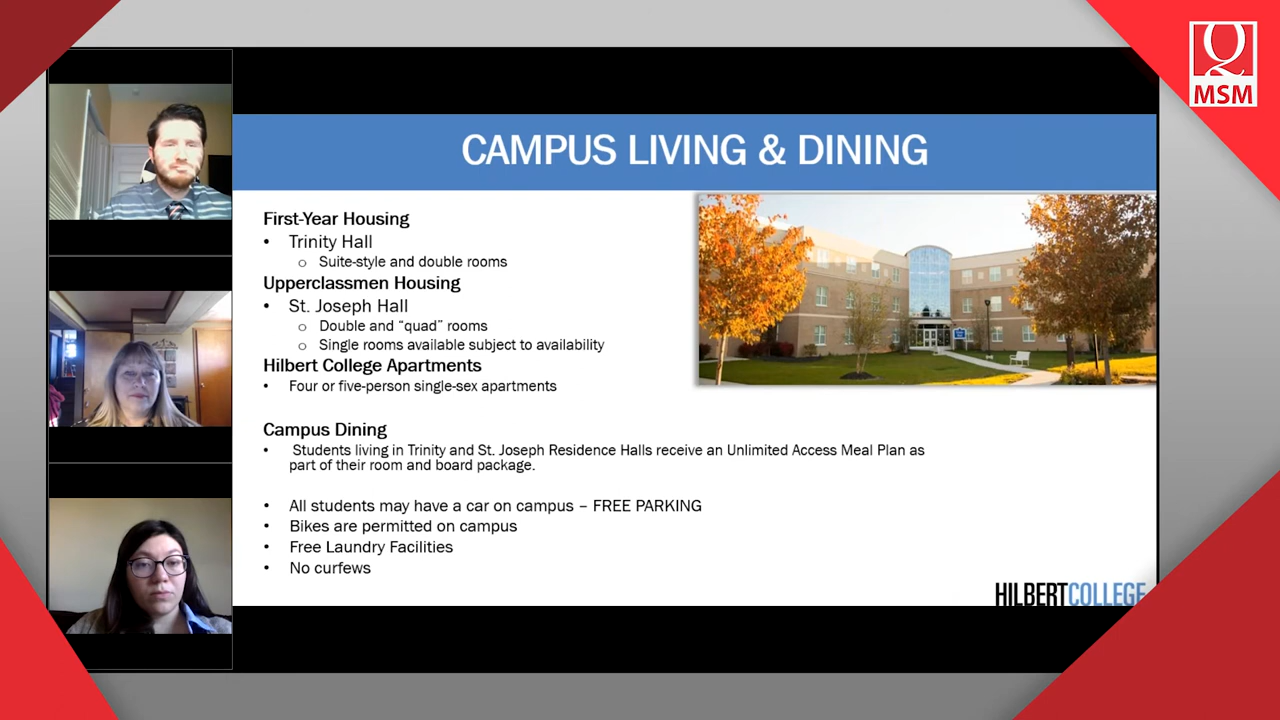 MSM
CAMPUS LIVING & DINING
First-Year Housing
• Trinity Hall
o Suite-style and double rooms
Upperclassmen Housing
• St. Joseph Hall
o Double and “quad” rooms
o Single rooms available subject to availability
Hilbert College Apartments
• Four or five-person single-sex apartments
Campus Dining
• Students living in Trinity and St. Joseph Residence Halls receive an Unlimited Access Meal Plan as
part of their room and board package.
• All students may have a car on campus – FREE PARKING
• Bikes are permitted on campus
• Free Laundry Facilities
• No curfews
HILBERTCOLLEGE